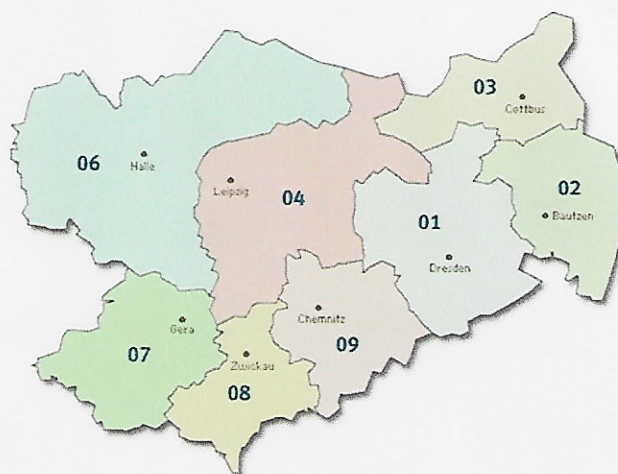 03
Cottbus
06
Halle
02
Leipzig
04
Bautzen
01
Dresden
Chemnitz
Gera
09
07
Zwickau
08